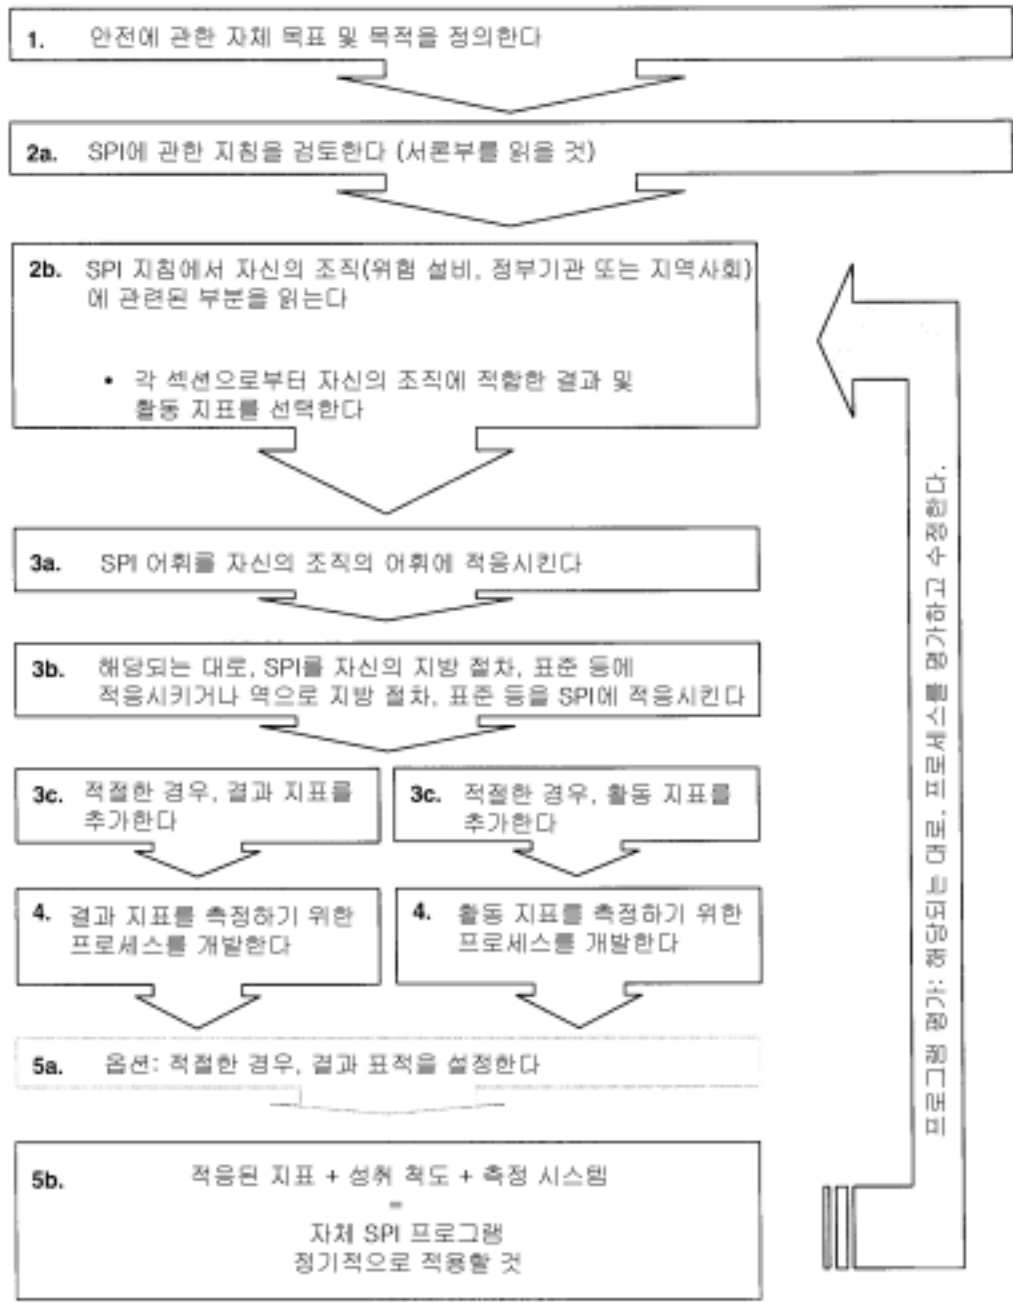 1. 안전에 관한 자체 목표 및 목적을 정의한다
2a. SPI에 관한 지침을 검토한다 (서론부를 읽을 것)
2b. SPI 지침에서 자신의 조직(위험 설비, 정부기관 또는 지역사회)
에 관련된 부분을 읽는다
• 각 섹션으로부터 자신의 조직에 적합한 결과 및
활동 지표를 선택한다
3a. SPI 어휘를 자신의 조직의 어휘에 적응시킨다
3b. 해당되는 대로, SPI를 자신의 지방 절차, 표준 등에
적응시키거나 역으로 지방 절차, 표준 등을 SPI에 적응시킨다
3c. 적절한 경우, 결과 지표를
추가한다
3c. 적절한 경우, 활동 지표를
추가한다
4. 결과 지표를 측정하기 위한
프로세스를 개발한다
4. 활동 지표를 측정하기 위한
프로세스를 개발한다
5a. 옵션: 적절한 경우, 결과 표적을 설정한다
5b. 적응된 지표 + 성취 척도 + 측정 시스템
=
자체 SPI 프로그램
정기적으로 적용할 것
프로그램 평가: 해당되는 대로, 프로세스를 평가하고 수정한다.